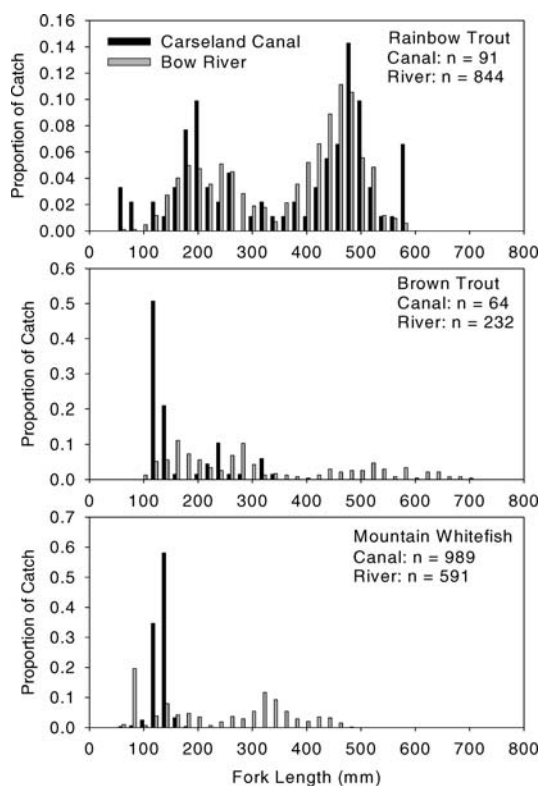 Carseland Canal
Bow River
Rainbow Trout
Canal: n = 91
River: n = 844
Proportion of Catch
0.16
0.14
0.12
0.10
0.08
0.06
0.04
0.02
0.00
0 100 200 300 400 500 600 700 800
Brown Trout
Canal: n = 64
River: n = 232
Proportion of Catch
0.6
0.5
0.4
0.3
0.2
0.1
0.0
0 100 200 300 400 500 600 700 800
Mountain Whitefish
Canal: n = 989
River: n = 591
Proportion of Catch
0.7
0.6
0.5
0.4
0.3
0.2
0.1
0.0
0 100 200 300 400 500 600 700 800
Fork Length (mm)